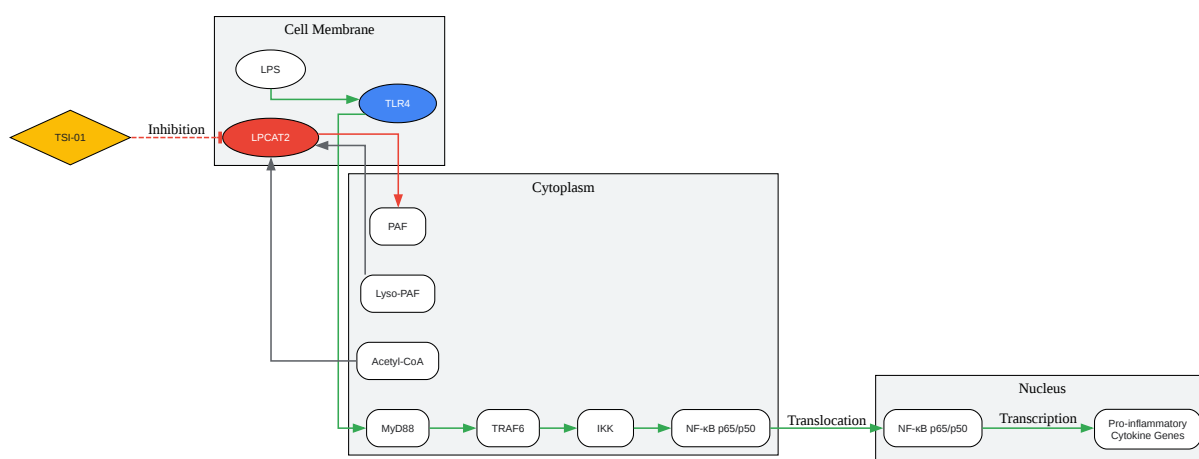 Cell Membrane
LPS
TLR4
TSI-01
Inhibition
LPCAT2
Cytoplasm
PAF
Lyso-PAF
Acetyl-CoA
Nucleus
MyD88
TRAF6
IKK
NF-κB p65/p50
Translocation
NF-κB p65/p50
Transcription
Pro-inflammatory
Cytokine Genes